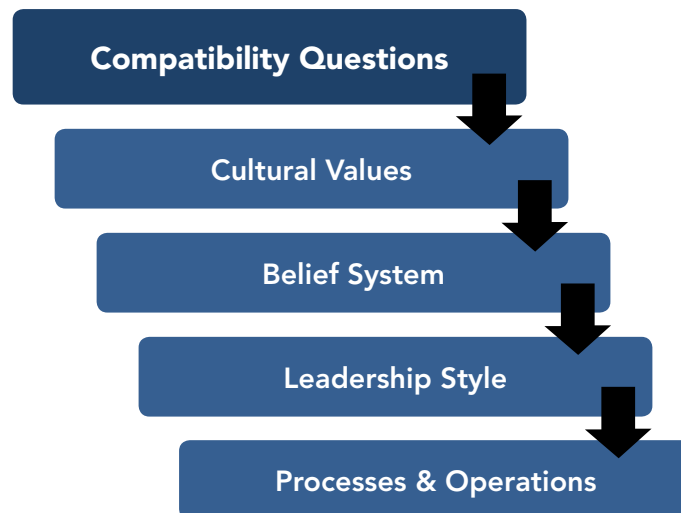 Compatibility Questions
Cultural Values
Belief System
Leadership Style
Processes & Operations